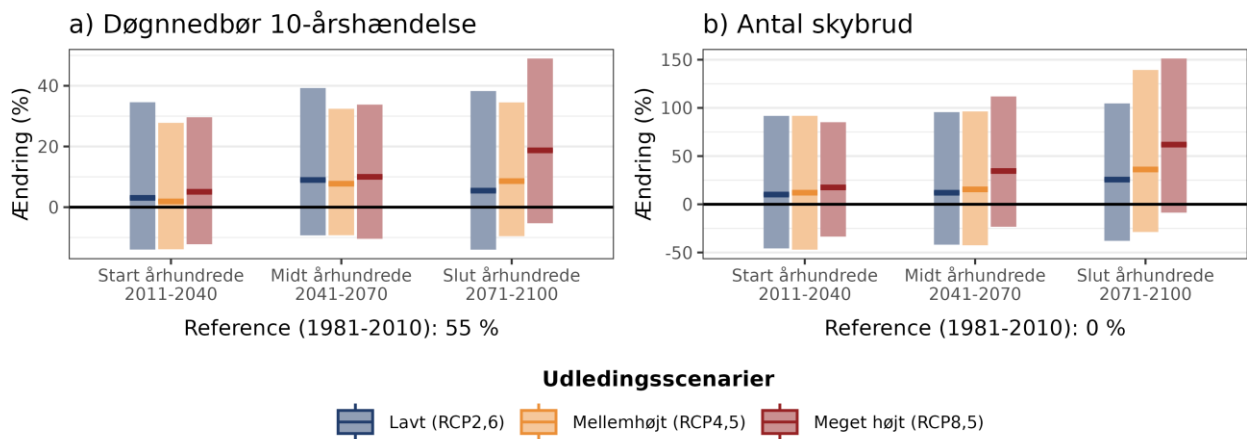 a) Døgnnedbør 10-årshændelse
Ændring (%)
40
20
0
Start århundrede
2011-2040
Midt århundrede
2041-2070
Slut århundrede
2071-2100
Reference (1981-2010): 55 %
b) Antal skybrud
Ændring (%)
150
100
50
0
-50
Start århundrede
2011-2040
Midt århundrede
2041-2070
Slut århundrede
2071-2100
Reference (1981-2010): 0 %
Udledingsscenarier
Lavt (RCP2,6)
Mellemhøjt (RCP4,5)
Meget højt (RCP8,5)